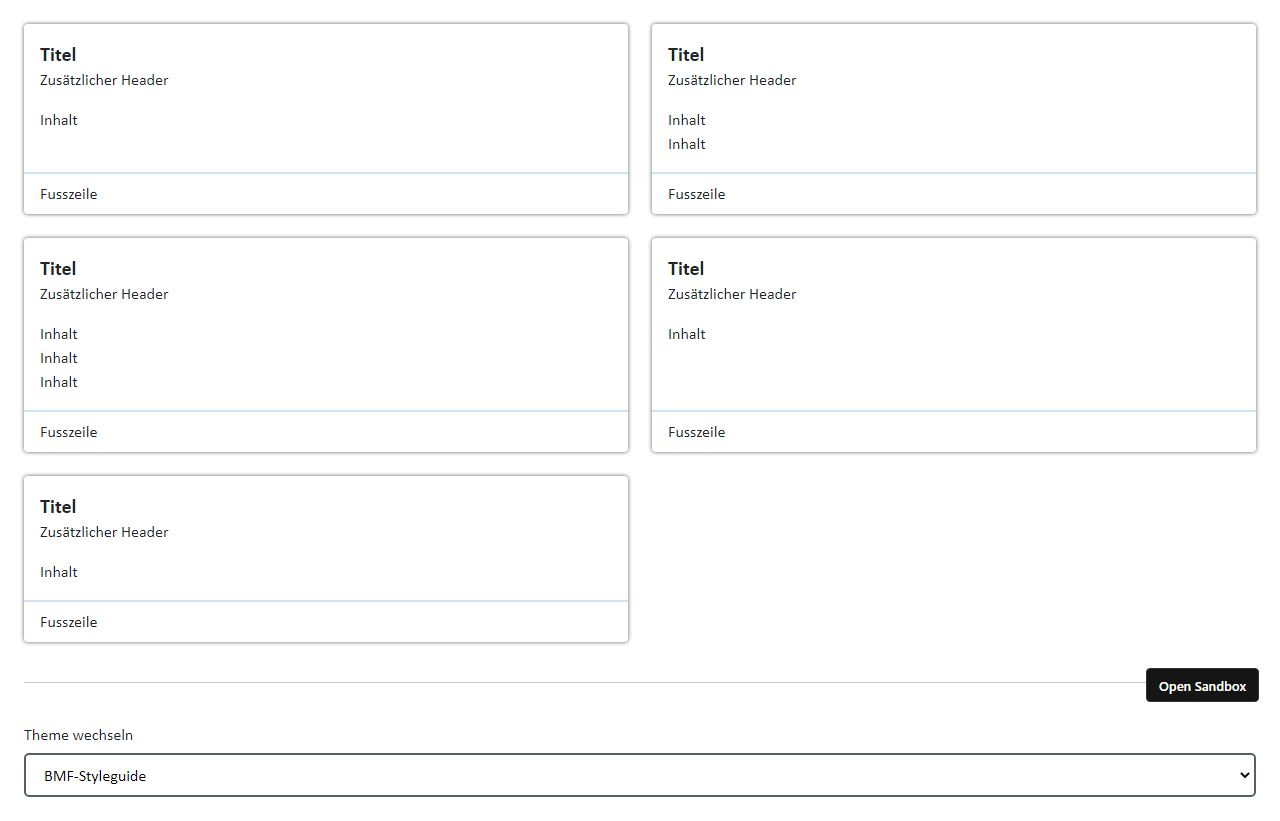 Titel
Zusätzlicher Header
Inhalt
Fusszeile
Titel
Zusätzlicher Header
Inhalt
Inhalt
Fusszeile
Titel
Zusätzlicher Header
Inhalt
Inhalt
Inhalt
Fusszeile
Titel
Zusätzlicher Header
Inhalt
Fusszeile
Titel
Zusätzlicher Header
Inhalt
Fusszeile
Open Sandbox
Theme wechseln
BMF-Styleguide